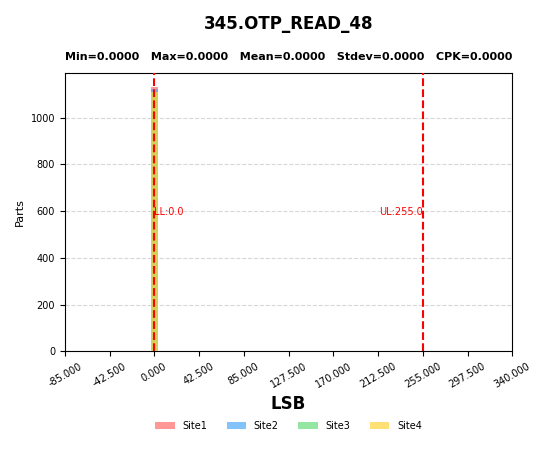 345.OTP_READ_48
Min=0.0000 Max=0.0000 Mean=0.0000 Stdev=0.0000 CPK=0.0000
1000
800
600
400
200
0
Parts
LL:0.0
UL:255.0
-85.000 -42.500 0.000 42.500 85.000 127.500 170.000 212.500 255.000 297.500 340.000
LSB
Site1 Site2 Site3 Site4